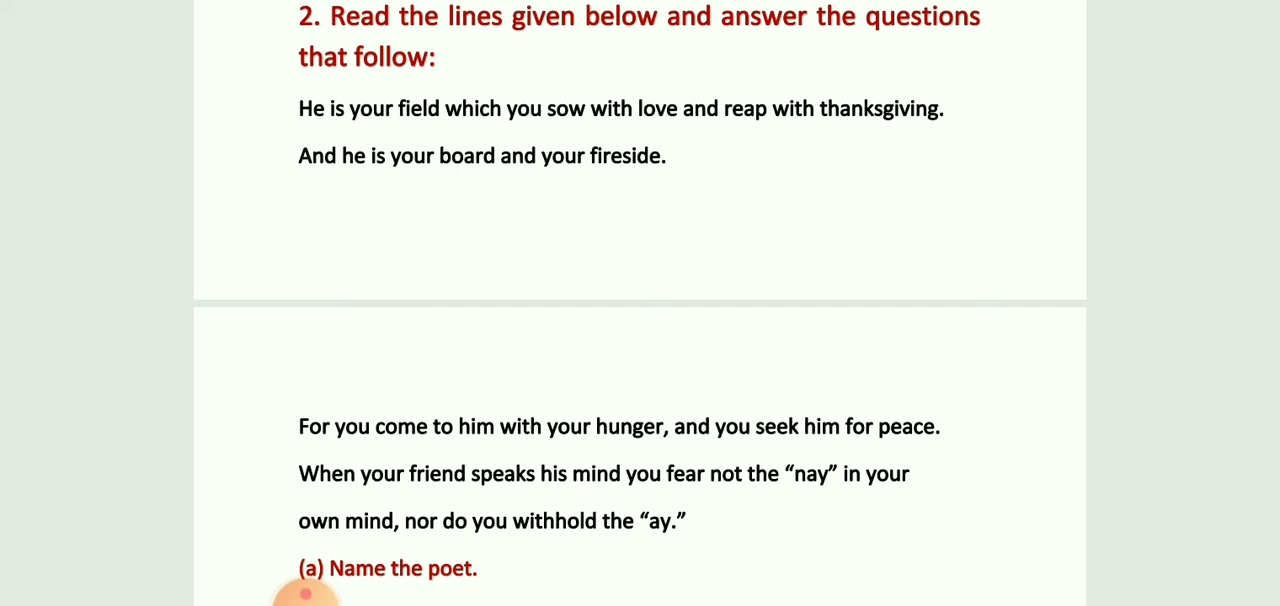 2. Read the lines given below and answer the questions
that follow:
He is your field which you sow with love and reap with thanksgiving.
And he is your board and your fireside.
For you come to him with your hunger, and you seek him for peace.
When your friend speaks his mind you fear not the “nay” in your
own mind, nor do you withhold the “ay.”
(a) Name the poet.